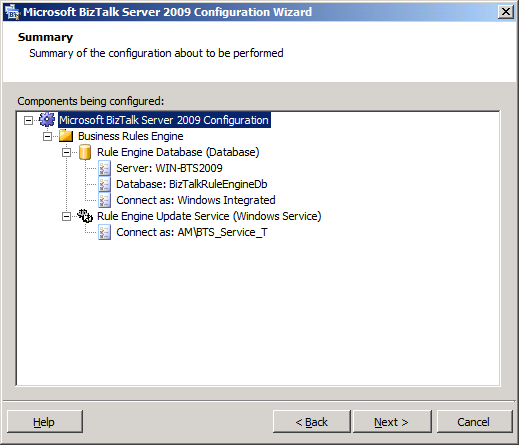 Microsoft BizTalk Server 2009 Configuration Wizard
Summary
Summary of the configuration about to be performed
Components being configured:
Microsoft BizTalk Server 2009 Configuration
Business Rules Engine
Rule Engine Database (Database)
Server: WIN-BTS2009
Database: BizTalkRuleEngineDb
Connect as: Windows Integrated
Rule Engine Update Service (Windows Service)
Connect as: AM\BTS_Service_T
Help
< Back
Next >
Cancel